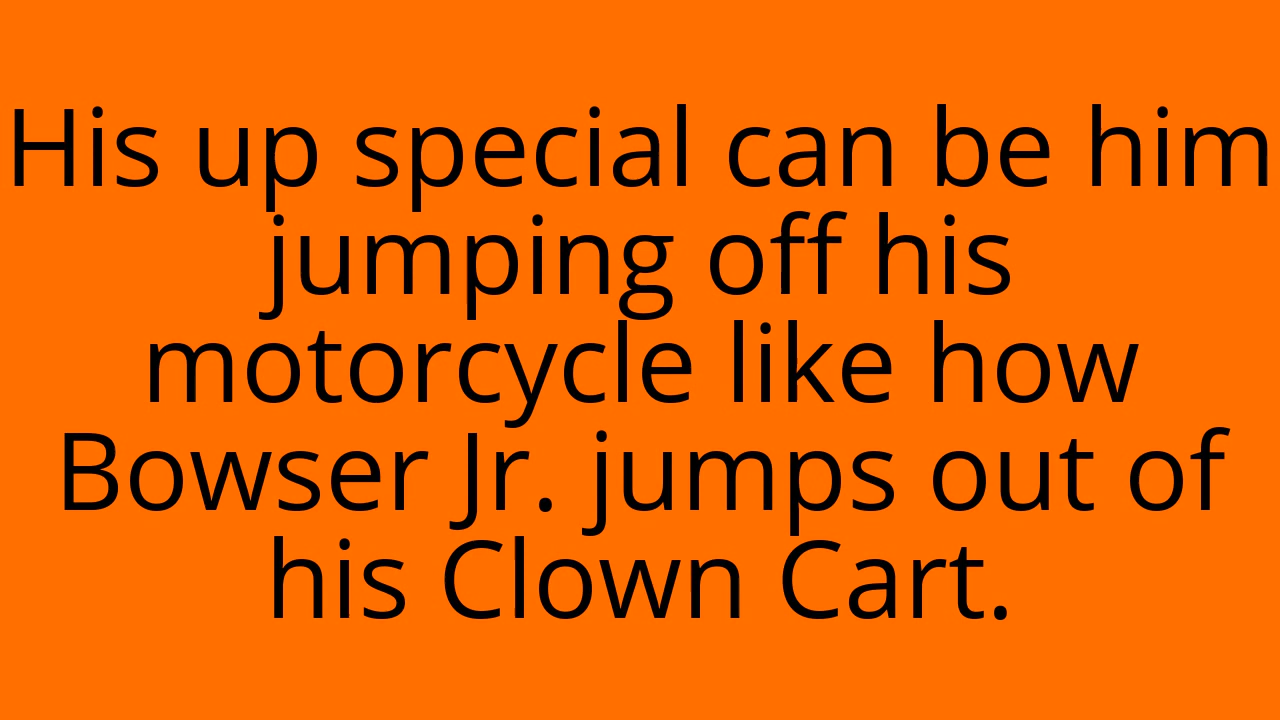 His up special can be him
jumping off his
motorcycle like how
Bowser Jr. jumps out of
his Clown Cart.